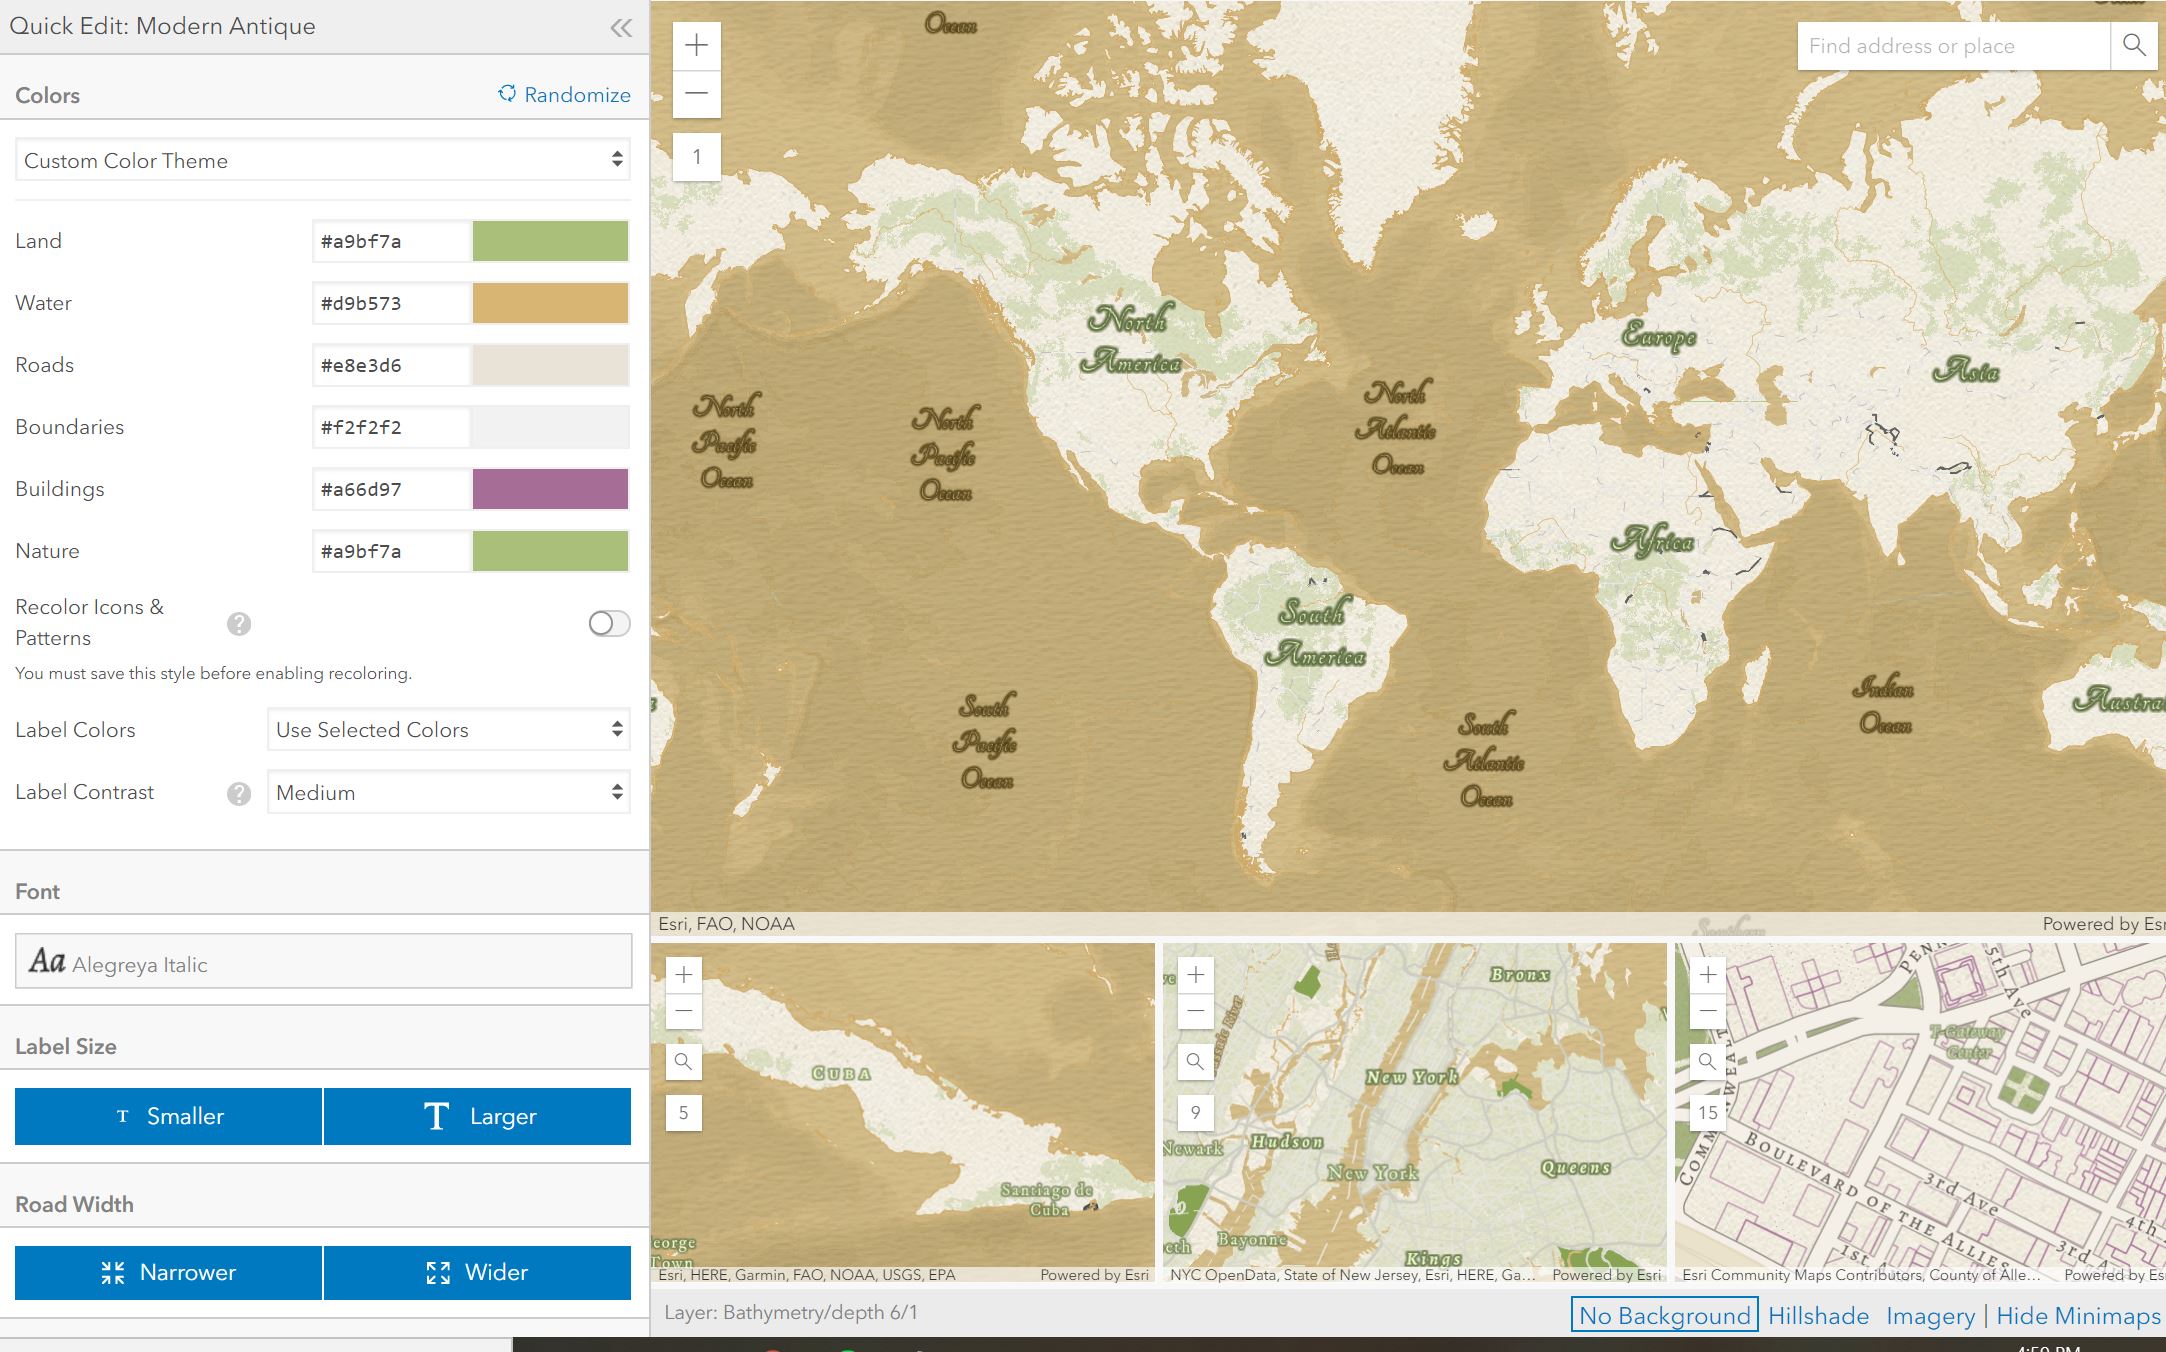 Quick Edit: Modern Antique
Colors
Randomize
Custom Color Theme
Land
#a9bf7a
Water
#d9b573
Roads
#e8e3d6
Boundaries
#f2f2f2
Buildings
#a66d97
Nature
#a9bf7a
Recolor Icons &
Patterns
?
You must save this style before enabling recoloring.
Label Colors
Use Selected Colors
Label Contrast
?
Medium
Font
Aa Alegreya Italic
Label Size
T Smaller
T Larger
Road Width
Narrower
Wider
Ocean
1
Find address or place
North
America
Europe
Asia
North
Pacific
Ocean
North
Pacific
Ocean
North
Atlantic
Ocean
Africa
South
America
South
Pacific
Ocean
South
Atlantic
Ocean
Indian
Ocean
Austra
Southern
Esri, FAO, NOAA
Powered by Esr
5
CUBA
Santiago de
Cuba
eorge
Town
Esri, HERE, Garmin, FAO, NOAA, USGS, EPA
Powered by Esri
9
Bronx
New York
Hudson
Newark
New York
Queens
Bayonne
Kings
NYC OpenData, State of New Jersey, Esri, HERE, Ga...
Powered by Esri
15
PENN
5th Ave
T-Gateway
Center
BOULEVARD OF THE ALLIES
3rd Ave
4th
3rd A
1st
Esri Community Maps Contributors, County of Alle...
Powered by Es
Layer: Bathymetry/depth 6/1
No Background
Hillshade
Imagery | Hide Minimaps
4:50 PM